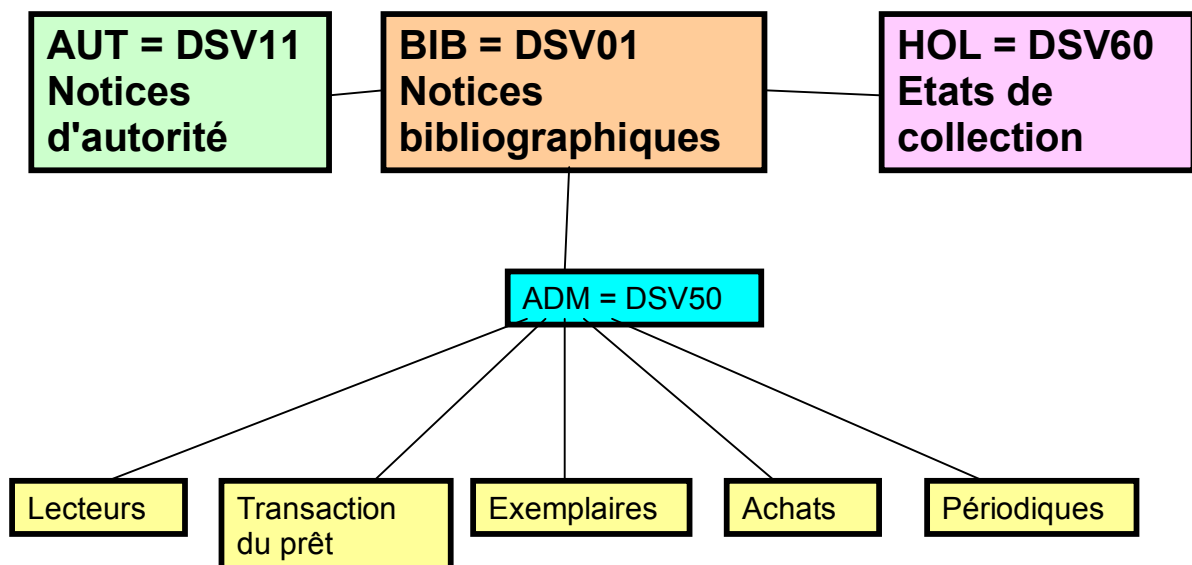 AUT = DSV11
Notices
d'autorité
BIB = DSV01
Notices
bibliographiques
HOL = DSV60
Etats de
collection
ADM = DSV50
Lecteurs
Transaction
du prêt
Exemplaires
Achats
Périodiques